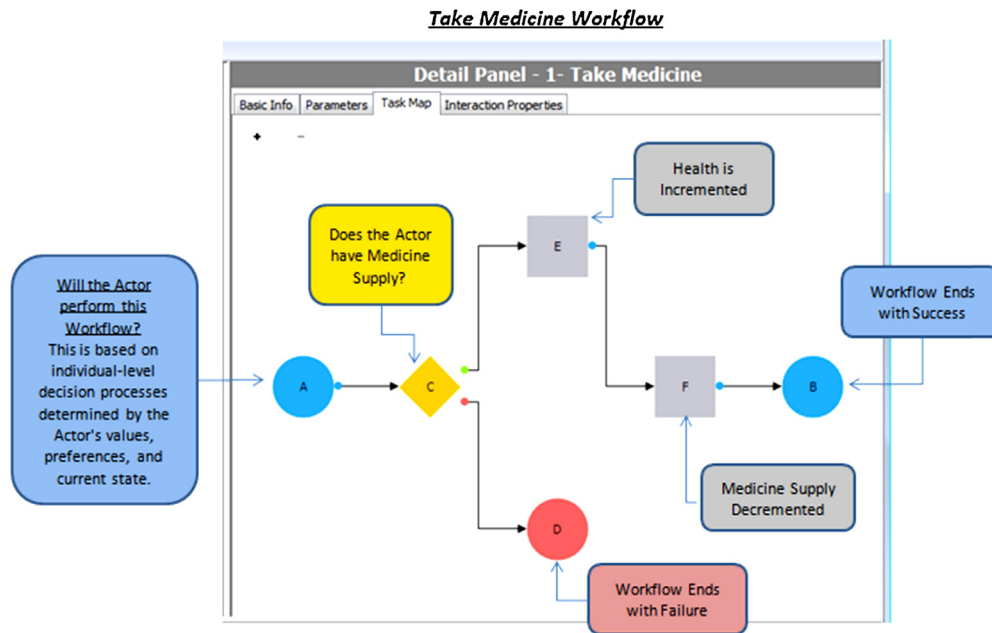 Take Medicine Workflow
Detail Panel - 1- Take Medicine
Basic Info
Parameters
Task Map
Interaction Properties
+
−
Health is
Incremented
Does the Actor
have Medicine
Supply?
E
Will the Actor
perform this
Workflow?
This is based on
individual-level
decision processes
determined by the
Actor's values,
preferences, and
current state.
Workflow Ends
with Success
A
C
F
B
Medicine Supply
Decremented
D
Workflow Ends
with Failure